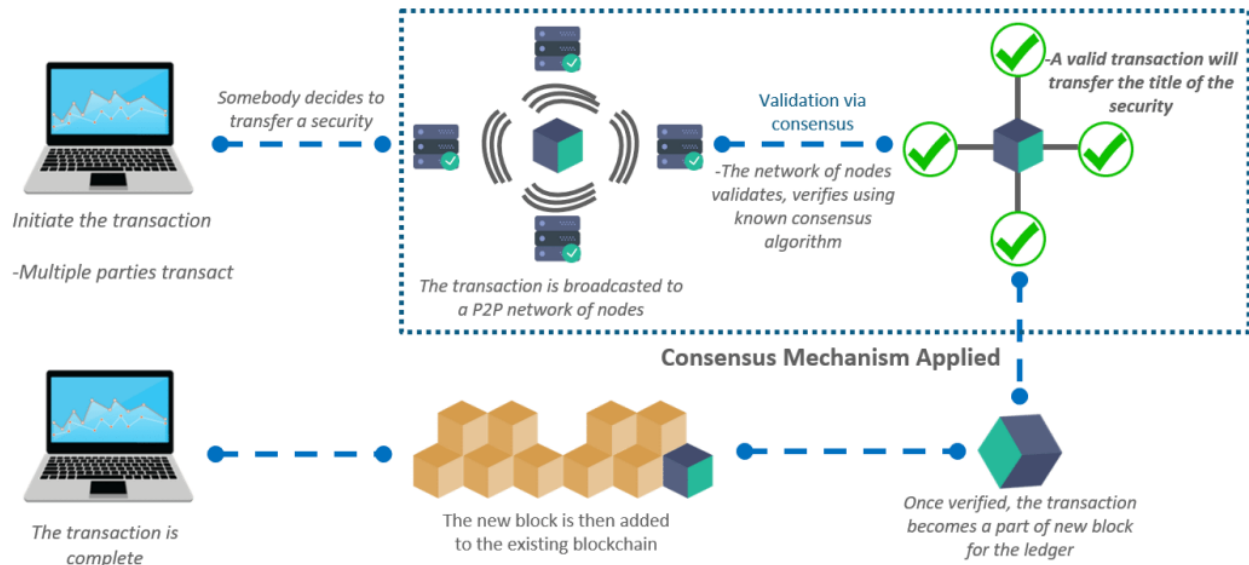 Somebody decides to
transfer a security
Initiate the transaction
-Multiple parties transact
The transaction is broadcasted to
a P2P network of nodes
Validation via
consensus
-The network of nodes
validates, verifies using
known consensus
algorithm
-A valid transaction will
transfer the title of the
security
Consensus Mechanism Applied
Once verified, the transaction
becomes a part of new block
for the ledger
The new block is then added
to the existing blockchain
The transaction is
complete